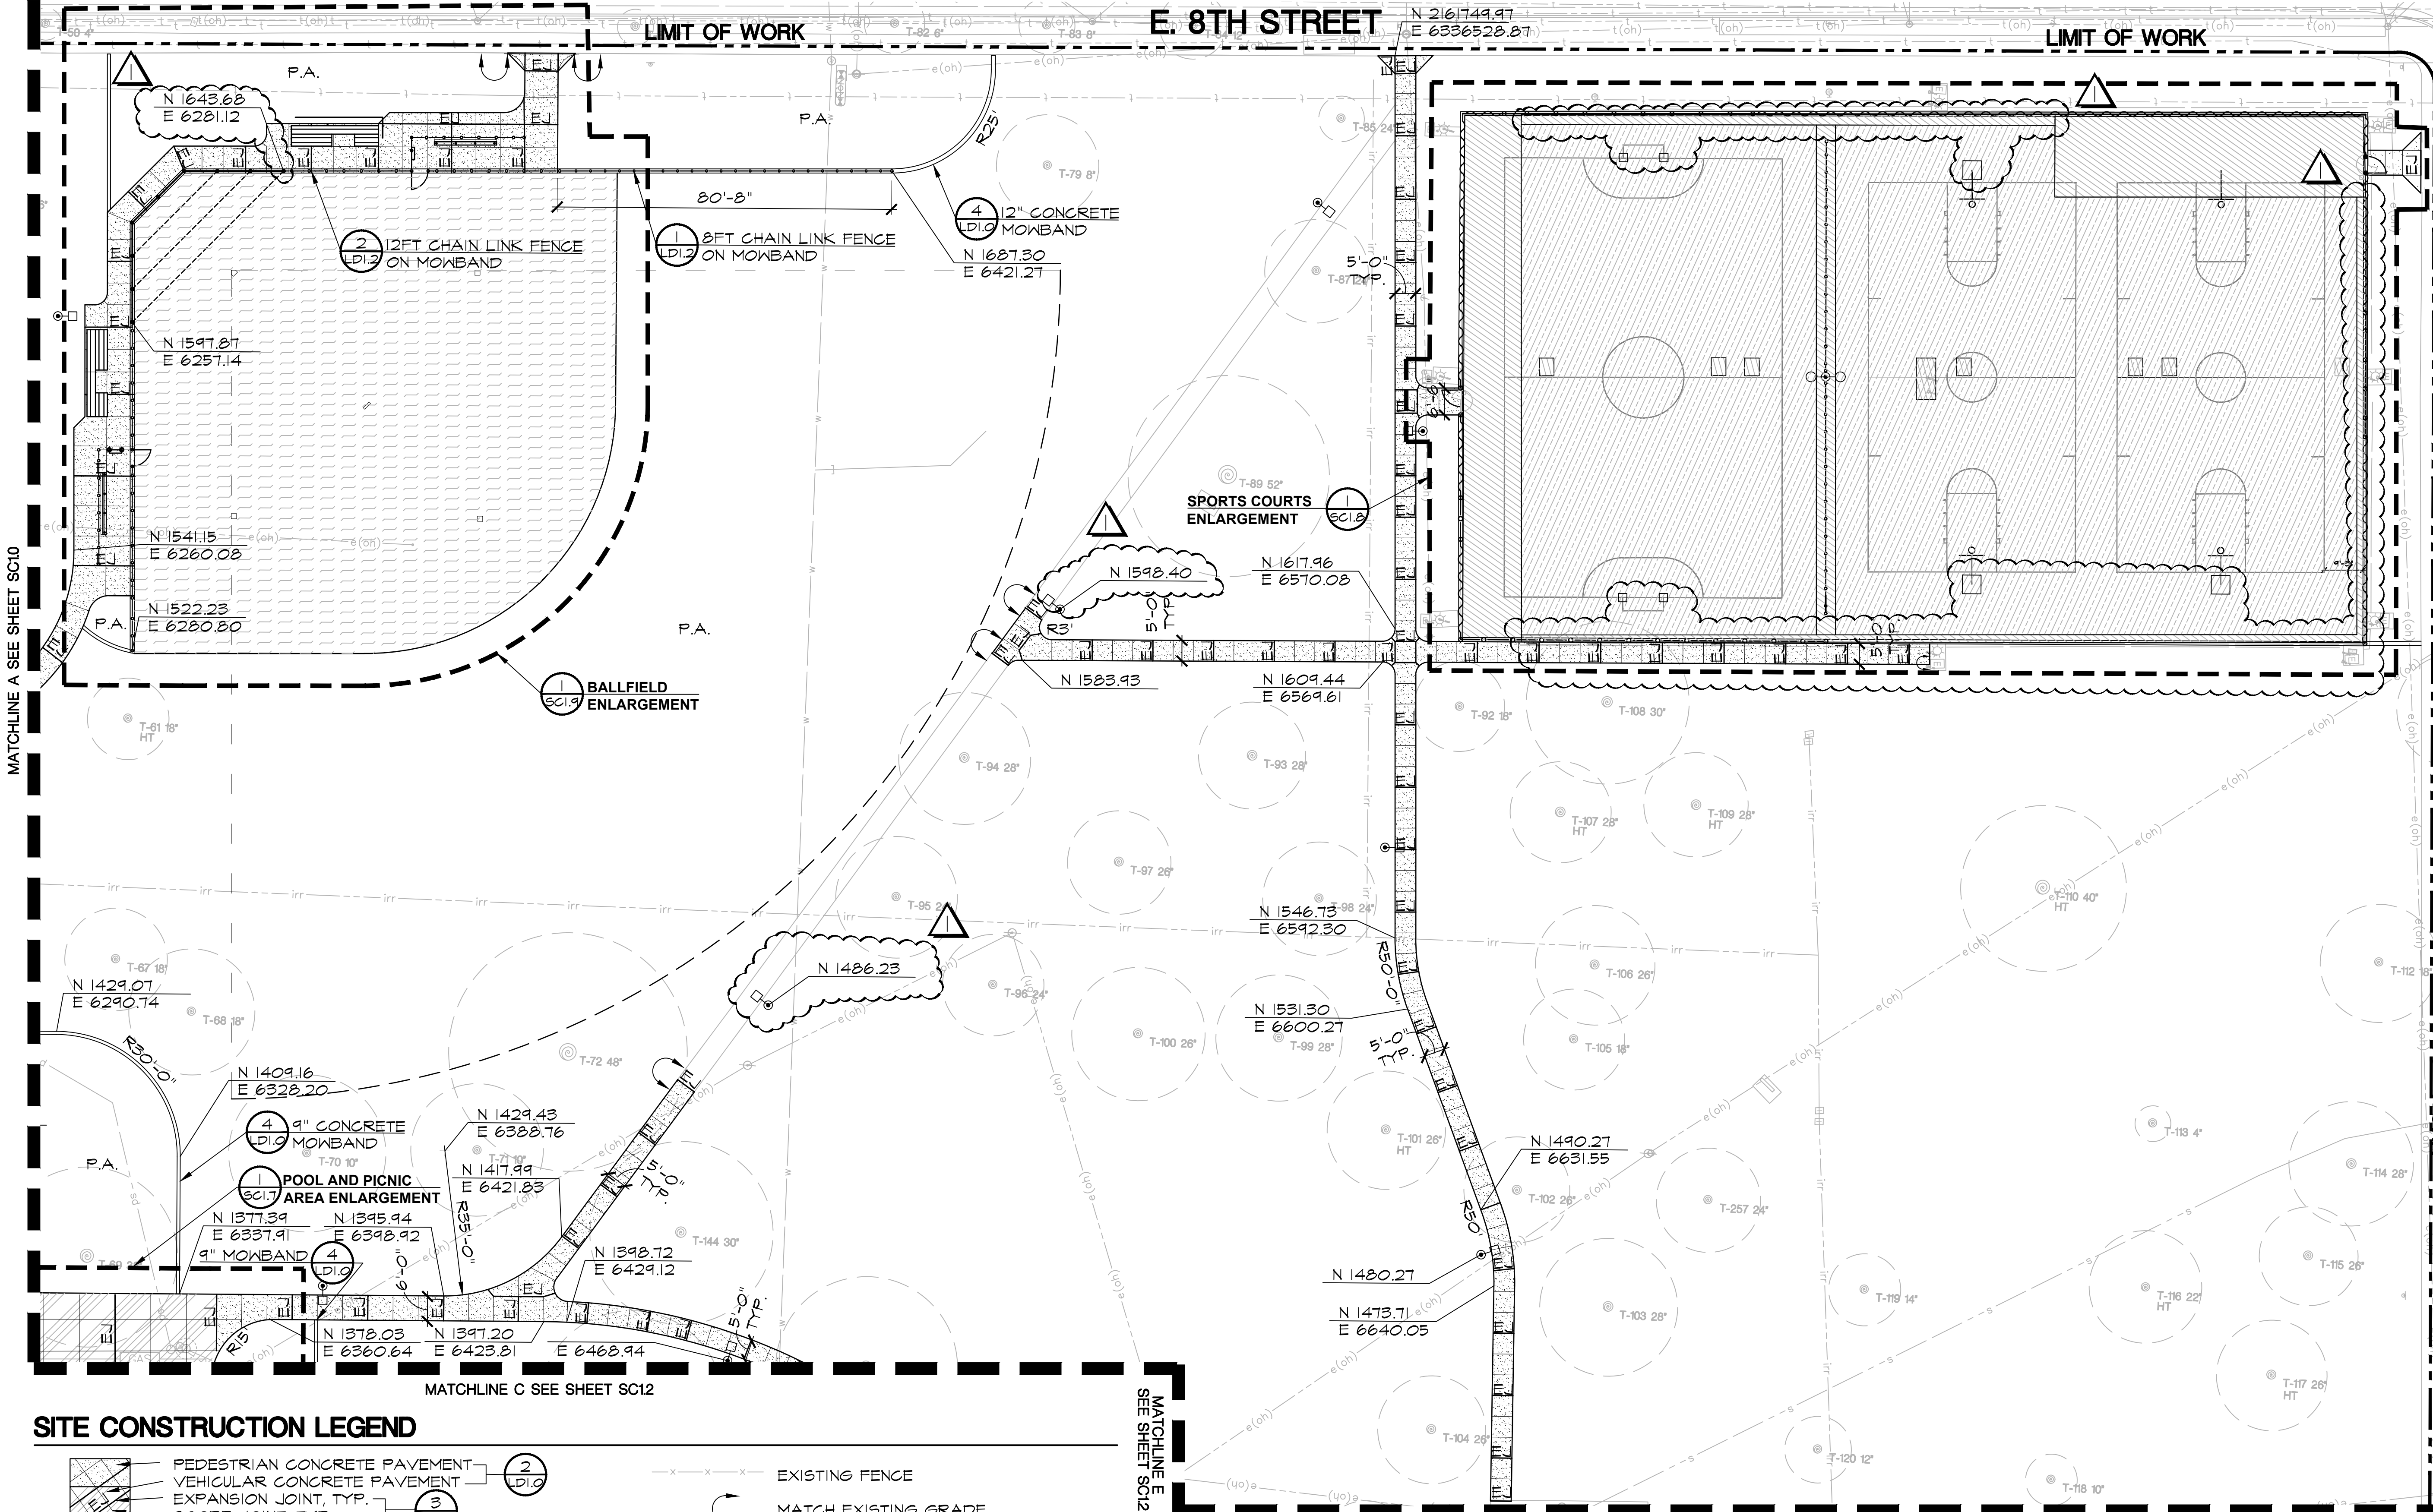 E. 8TH STREET
N 2161749.97
E 6336528.87
LIMIT OF WORK
LIMIT OF WORK
T-50 4"
T-82 6"
T-83 6"
P.A.
N 1643.68
E 6281.12
P.A.
R25'
T-85 24"
T-79 8"
80'-8"
4
LD1.0
12" CONCRETE
MOWBAND
2
LD1.2
12FT CHAIN LINK FENCE
ON MOWBAND
1
LD1.2
8FT CHAIN LINK FENCE
ON MOWBAND
N 1687.30
E 6421.27
5'-0"
TYP.
N 1597.87
E 6257.14
6'-6"
T-89 52"
SPORTS COURTS
ENLARGEMENT
1
SC1.8
N 1541.15
E 6260.08
N 1598.40
5'-0"
TYP.
N 1617.96
E 6570.08
N 1522.23
E 6280.80
P.A.
P.A.
R3'
5'-0"
TYP.
N 1583.93
N 1609.44
E 6569.61
1
SC1.9
BALLFIELD
ENLARGEMENT
MATCHLINE A SEE SHEET SC1.0
T-61 18"
HT
T-92 18"
T-108 30"
T-94 28"
T-93 28"
T-107 28"
HT
T-109 28"
HT
T-97 26"
T-98 24"
T-110 40"
HT
N 1546.73
E 6592.30
R50'-0"
T-67 18"
N 1486.23
T-106 26"
T-112 18"
N 1429.07
E 6290.74
T-68 18"
T-96 24"
N 1531.30
E 6600.27
5'-0"
TYP.
T-72 48"
T-100 26"
T-99 28"
T-105 18"
R30'-0"
N 1409.16
E 6328.20
4
LD1.0
9" CONCRETE
MOWBAND
N 1429.43
E 6388.76
T-101 26"
HT
T-113 4"
N 1490.27
E 6631.55
P.A.
T-70 10"
T-71 10"
T-114 28"
1
SC1.7
POOL AND PICNIC
AREA ENLARGEMENT
N 1417.99
E 6421.83
5'-0"
TYP.
T-102 26"
T-257 24"
R50'
N 1377.39
E 6337.91
N 1395.94
E 6398.92
R35'-0"
T-144 30"
9" MOWBAND
4
LD1.0
6'-0"
N 1398.72
E 6429.12
T-115 26"
N 1480.27
T-119 14"
T-116 22"
HT
T-103 28"
N 1473.71
E 6640.05
R15'
N 1378.03
E 6360.64
N 1397.20
E 6423.81
E 6468.94
5'-0"
TYP.
T-117 26"
HT
MATCHLINE C SEE SHEET SC1.2
MATCHLINE E
SEE SHEET SC1.2
T-104 26"
T-120 12"
T-118 10"
SITE CONSTRUCTION LEGEND
PEDESTRIAN CONCRETE PAVEMENT
VEHICULAR CONCRETE PAVEMENT
2
LD1.0
EXPANSION JOINT, TYP.
3
EXISTING FENCE
MATCH EXISTING GRADE